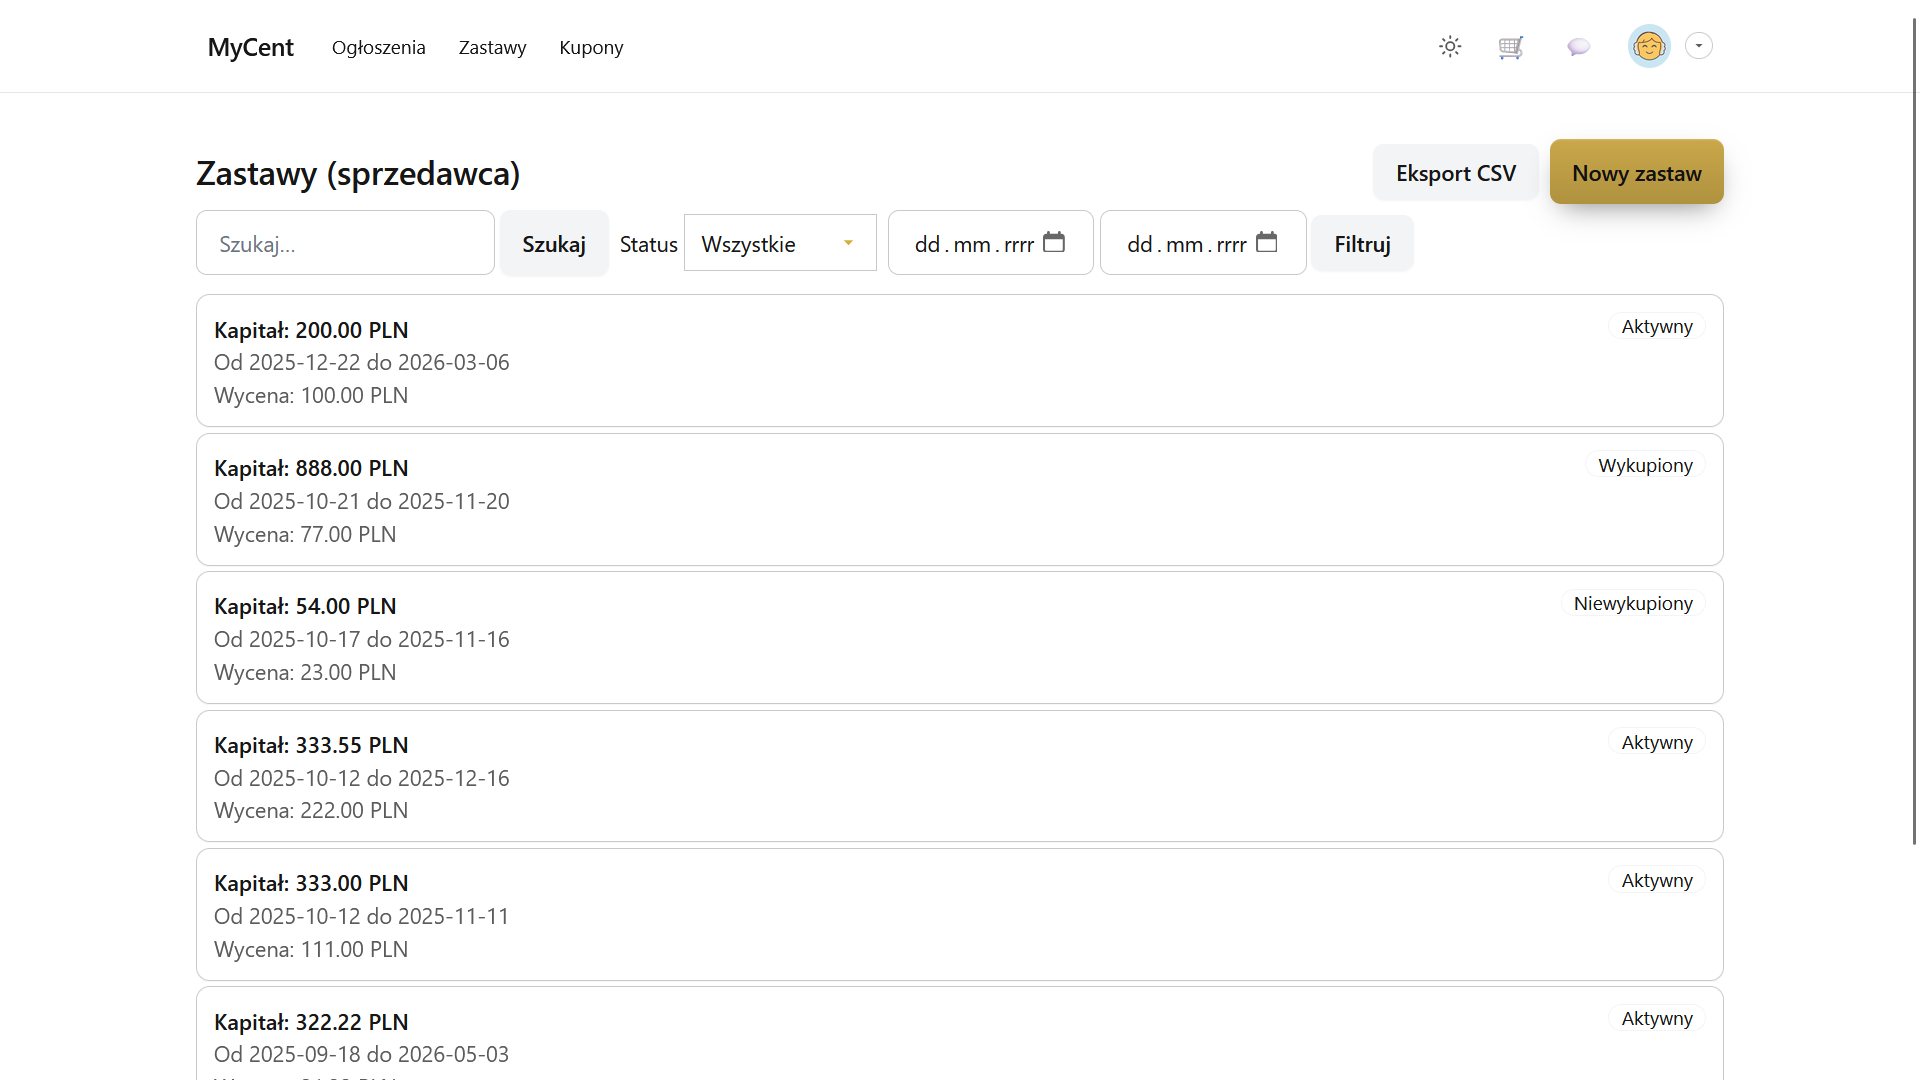 MyCent Ogłoszenia Zastawy Kupony
Zastawy (sprzedawca)
Eksport CSV Nowy zastaw
Szukaj... Szukaj Status Wszystkie dd.mm.rrrr dd.mm.rrrr Filtruj
Kapitał: 200.00 PLN Aktywny
Od 2025-12-22 do 2026-03-06
Wycena: 100.00 PLN
Kapitał: 888.00 PLN Wykupiony
Od 2025-10-21 do 2025-11-20
Wycena: 77.00 PLN
Kapitał: 54.00 PLN Niewykupiony
Od 2025-10-17 do 2025-11-16
Wycena: 23.00 PLN
Kapitał: 333.55 PLN Aktywny
Od 2025-10-12 do 2025-12-16
Wycena: 222.00 PLN
Kapitał: 333.00 PLN Aktywny
Od 2025-10-12 do 2025-11-11
Wycena: 111.00 PLN
Kapitał: 322.22 PLN Aktywny
Od 2025-09-18 do 2026-05-03